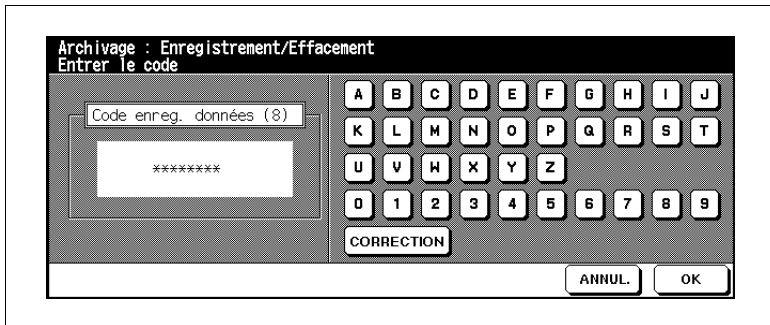 Archivage : Enregistrement/Effacement
Entrer le code
Code enreg. données (8)
********
A B C D E F G H I J
K L M N O P Q R S T
U V W X Y Z
0 1 2 3 4 5 6 7 8 9
CORRECTION
ANNUL. OK